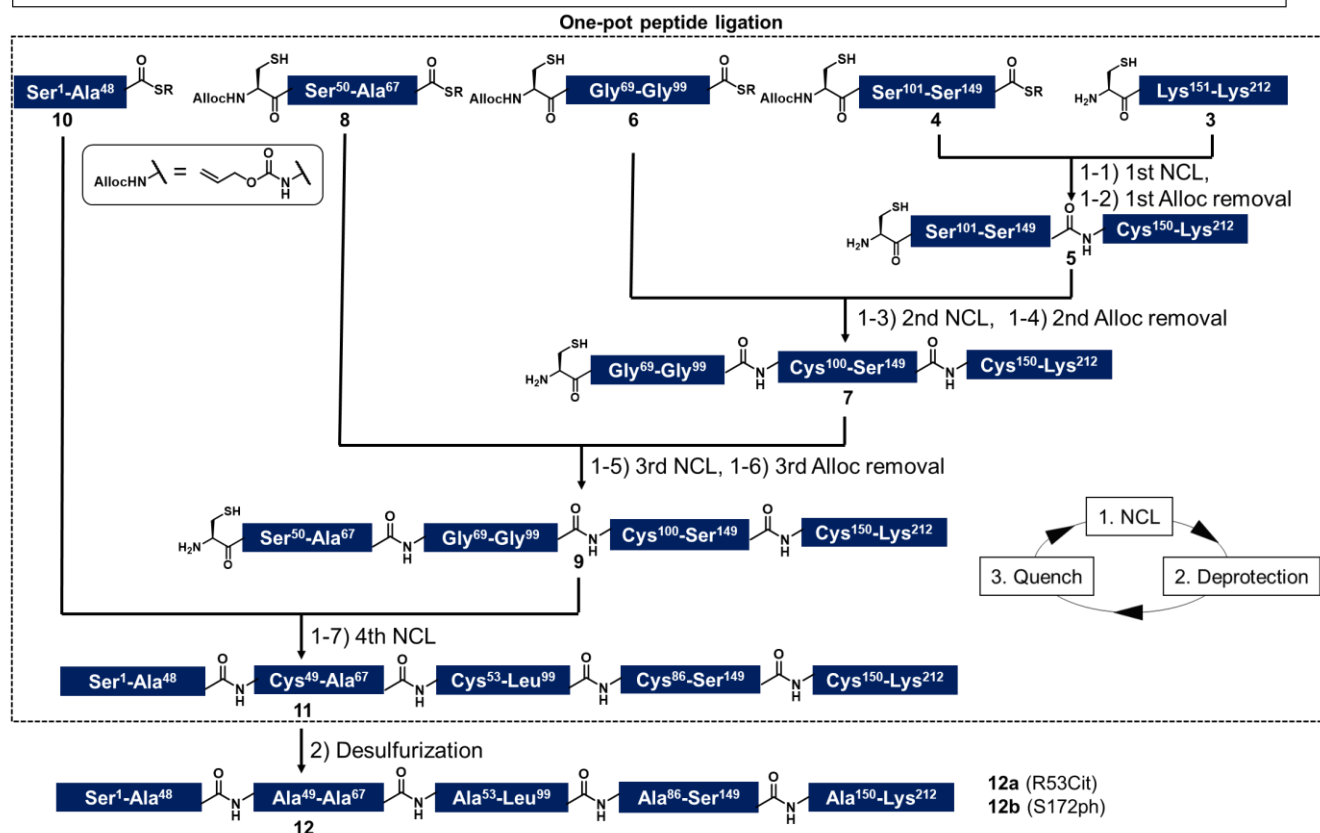 One-pot peptide ligation
SH
SH
SH
SH
O
O
O
O
Ser¹-Ala⁴⁸
SR
AllocHN
Ser⁵⁰-Ala⁶⁷
SR
AllocHN
Gly⁶⁹-Gly⁹⁹
SR
AllocHN
Ser¹⁰¹-Ser¹⁴⁹
SR
H₂N
Lys¹⁵¹-Lys²¹²
O
O
O
O
10
8
6
4
3
AllocHN
=
O
O
N
H
1-1) 1st NCL,
1-2) 1st Alloc removal
SH
O
H₂N
Ser¹⁰¹-Ser¹⁴⁹
N
H
Cys¹⁵⁰-Lys²¹²
O
5
1-3) 2nd NCL, 1-4) 2nd Alloc removal
SH
O
O
H₂N
Gly⁶⁹-Gly⁹⁹
N
H
Cys¹⁰⁰-Ser¹⁴⁹
N
H
Cys¹⁵⁰-Lys²¹²
O
7
1-5) 3rd NCL, 1-6) 3rd Alloc removal
SH
O
O
O
H₂N
Ser⁵⁰-Ala⁶⁷
N
H
Gly⁶⁹-Gly⁹⁹
N
H
Cys¹⁰⁰-Ser¹⁴⁹
N
H
Cys¹⁵⁰-Lys²¹²
O
9
1. NCL
3. Quench
2. Deprotection
1-7) 4th NCL
O
O
O
O
Ser¹-Ala⁴⁸
N
H
Cys⁴⁹-Ala⁶⁷
N
H
Cys⁵³-Leu⁹⁹
N
H
Cys⁸⁶-Ser¹⁴⁹
N
H
Cys¹⁵⁰-Lys²¹²
11
2) Desulfurization
O
O
O
O
Ser¹-Ala⁴⁸
N
H
Ala⁴⁹-Ala⁶⁷
N
H
Ala⁵³-Leu⁹⁹
N
H
Ala⁸⁶-Ser¹⁴⁹
N
H
Ala¹⁵⁰-Lys²¹²
12
12a (R53Cit)
12b (S172ph)